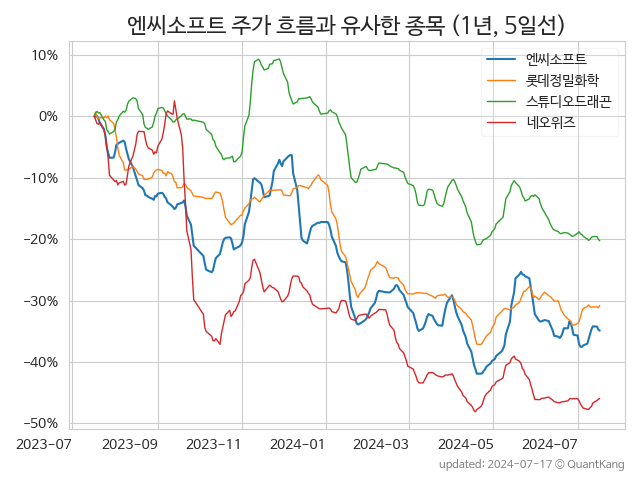 엔씨소프트 주가 흐름과 유사한 종목 (1년, 5일선)
엔씨소프트
롯데정밀화학
스튜디오드래곤
네오위즈
10%
0%
−10%
−20%
−30%
−40%
−50%
2023-07 2023-09 2023-11 2024-01 2024-03 2024-05 2024-07
updated: 2024-07-17 © QuantKang